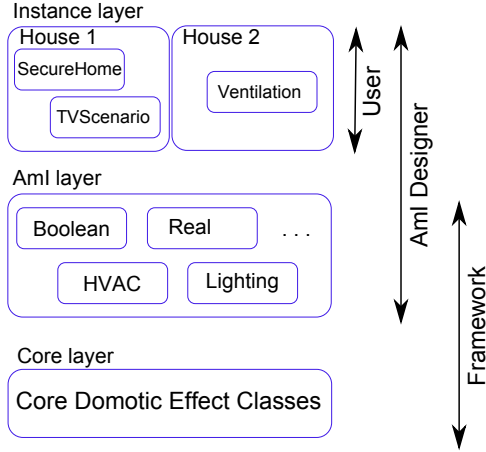 Instance layer
House 1
House 2
SecureHome
TVScenario
Ventilation
User
AmI Designer
AmI layer
Boolean
Real
. . .
HVAC
Lighting
Framework
Core layer
Core Domotic Effect Classes